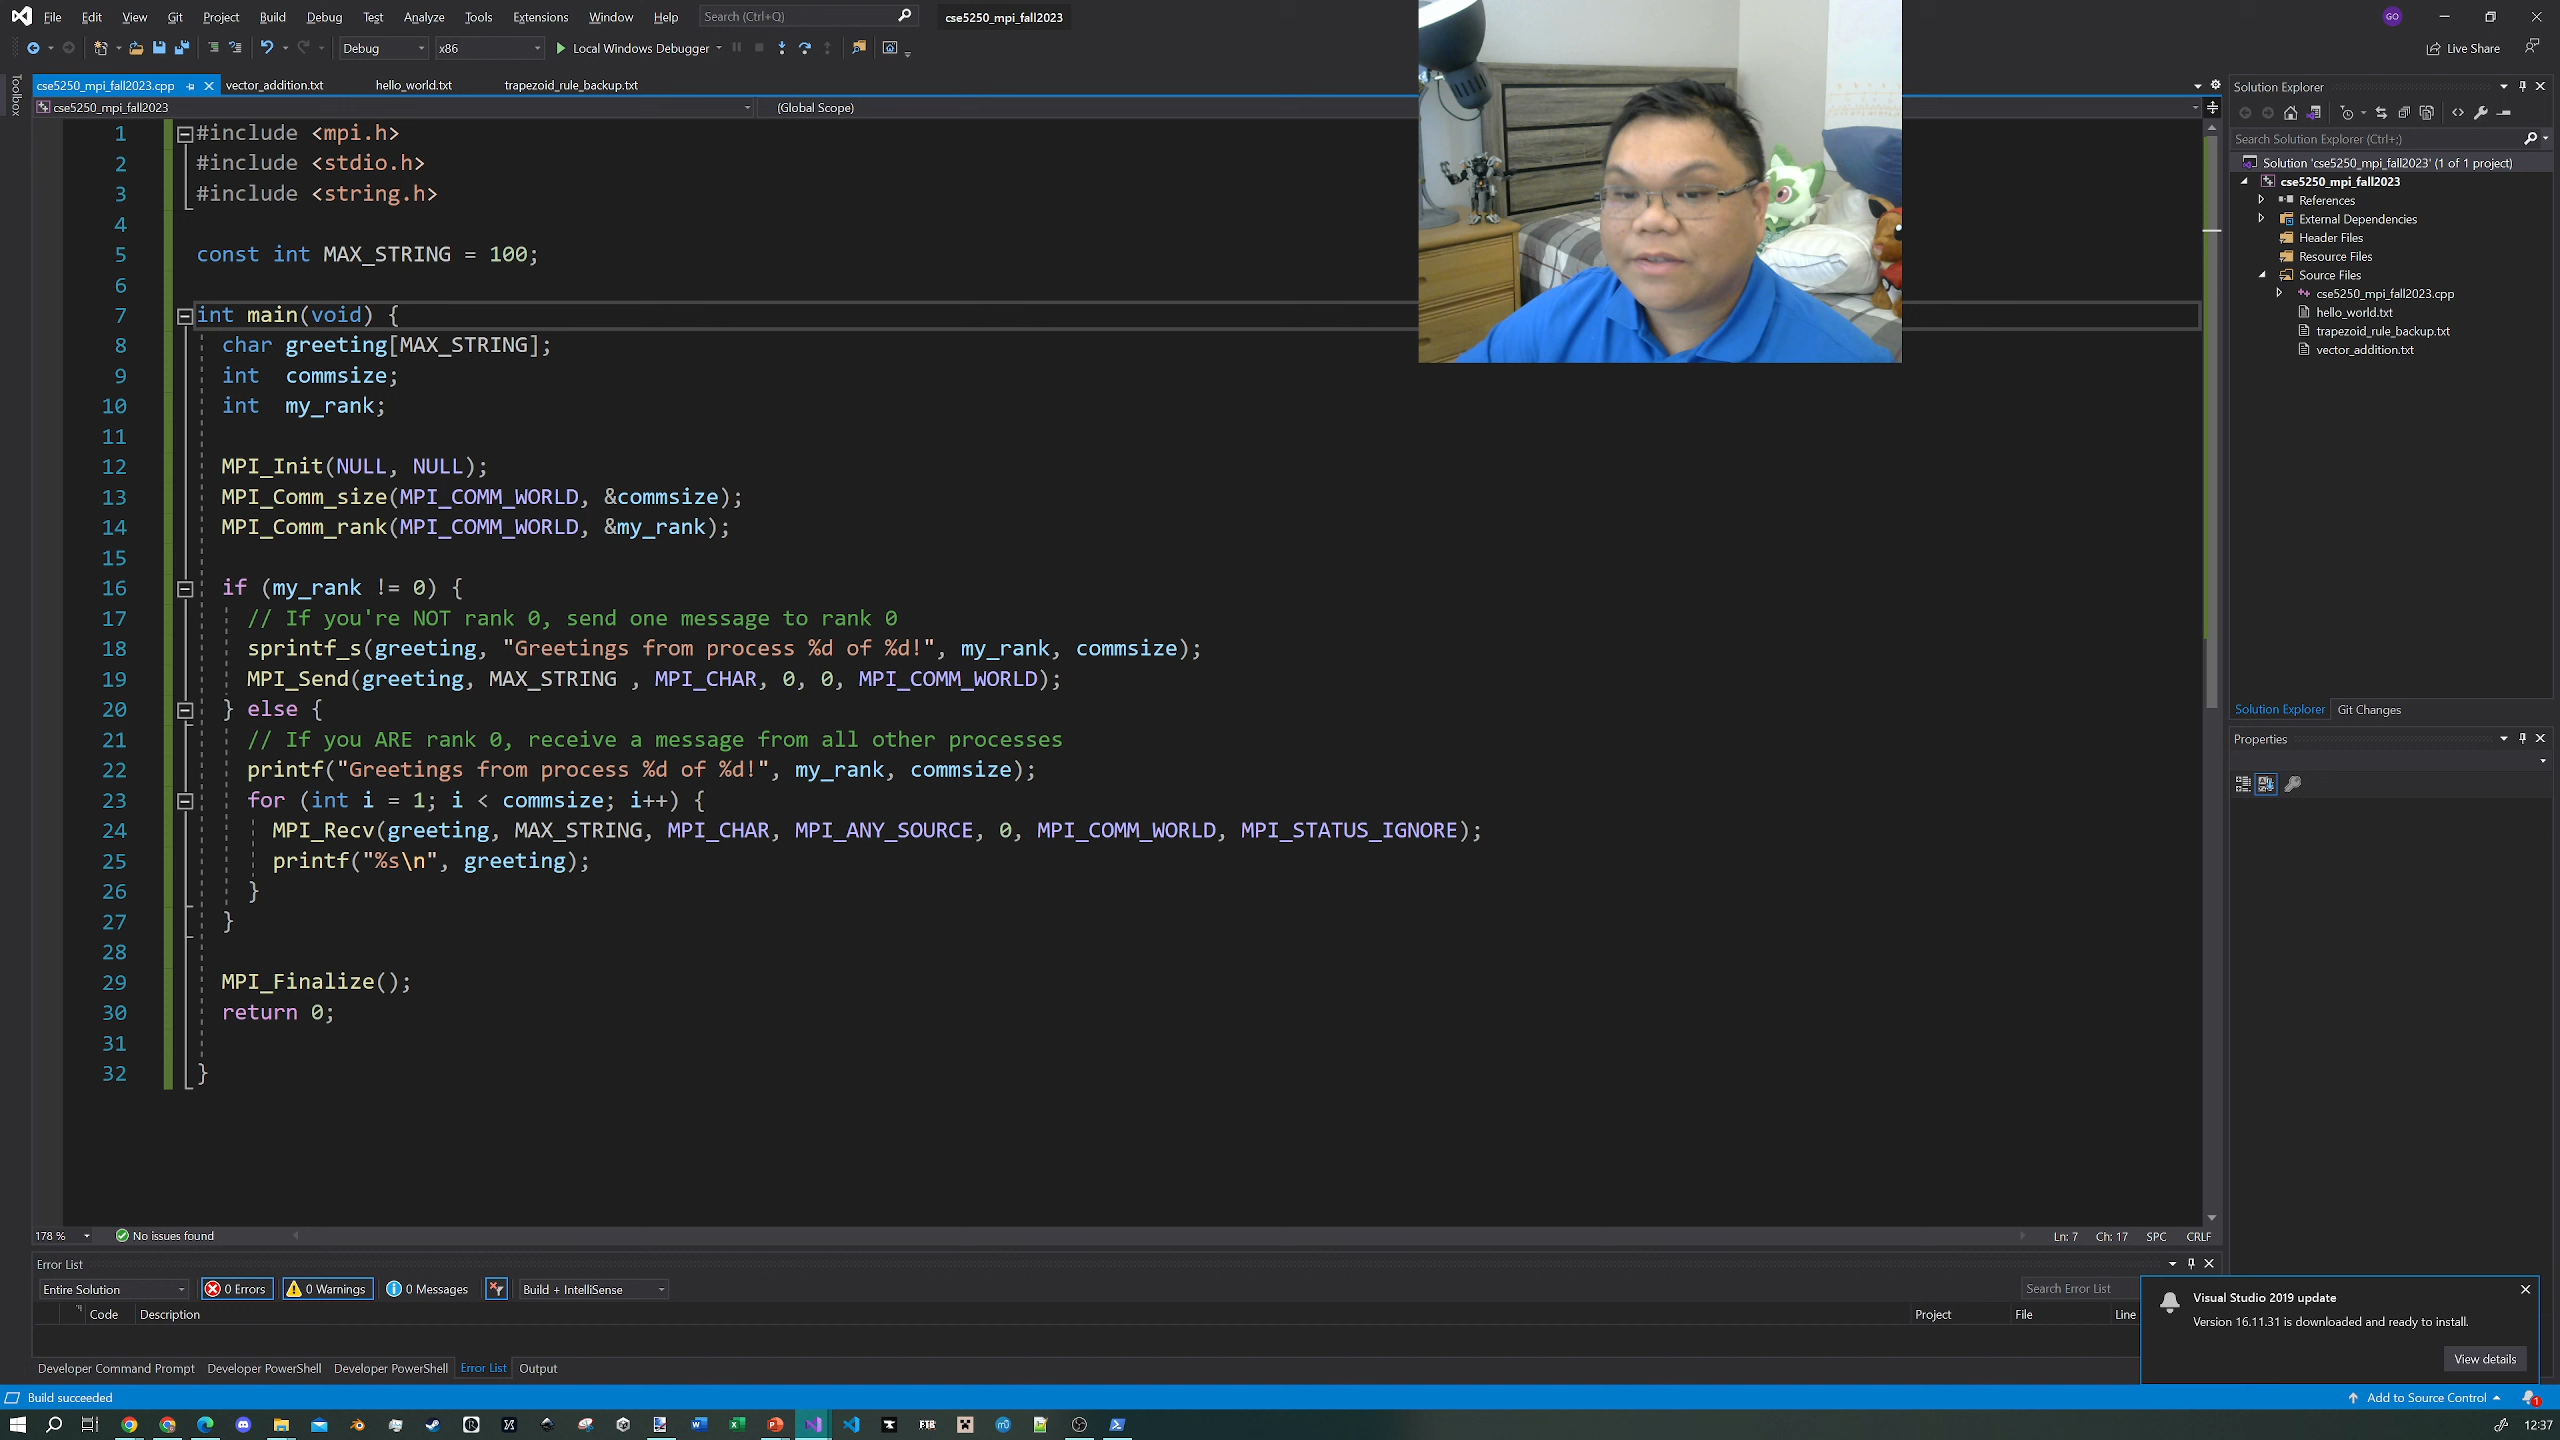 File Edit View Git Project Build Debug Test Analyze Tools Extensions Window Help Search (Ctrl+Q) cse5250_mpi_fall2023 GO
Debug x86 Local Windows Debugger Live Share
Toolbox
cse5250_mpi_fall2023.cpp vector_addition.txt hello_world.txt trapezoid_rule_backup.txt
cse5250_mpi_fall2023 (Global Scope)
1 #include <mpi.h>
2 #include <stdio.h>
3 #include <string.h>
4
5 const int MAX_STRING = 100;
6
7 int main(void) {
8 char greeting[MAX_STRING];
9 int commsize;
10 int my_rank;
11
12 MPI_Init(NULL, NULL);
13 MPI_Comm_size(MPI_COMM_WORLD, &commsize);
14 MPI_Comm_rank(MPI_COMM_WORLD, &my_rank);
15
16 if (my_rank != 0) {
17 // If you're NOT rank 0, send one message to rank 0
18 sprintf_s(greeting, "Greetings from process %d of %d!", my_rank, commsize);
19 MPI_Send(greeting, MAX_STRING , MPI_CHAR, 0, 0, MPI_COMM_WORLD);
20 } else {
21 // If you ARE rank 0, receive a message from all other processes
22 printf("Greetings from process %d of %d!", my_rank, commsize);
23 for (int i = 1; i < commsize; i++) {
24 MPI_Recv(greeting, MAX_STRING, MPI_CHAR, MPI_ANY_SOURCE, 0, MPI_COMM_WORLD, MPI_STATUS_IGNORE);
25 printf("%s\n", greeting);
26 }
27 }
28
29 MPI_Finalize();
30 return 0;
31
32 }
178 % No issues found Ln: 7 Ch: 17 SPC CRLF
Solution Explorer
Search Solution Explorer (Ctrl+;)
Solution 'cse5250_mpi_fall2023' (1 of 1 project)
cse5250_mpi_fall2023
References
External Dependencies
Header Files
Resource Files
Source Files
cse5250_mpi_fall2023.cpp
hello_world.txt
trapezoid_rule_backup.txt
vector_addition.txt
Solution Explorer Git Changes
Properties
Error List
Entire Solution 0 Errors 0 Warnings 0 Messages Build + IntelliSense Search Error List
Code Description Project File Line
Developer Command Prompt Developer PowerShell Developer PowerShell Error List Output
Visual Studio 2019 update
Version 16.11.31 is downloaded and ready to install.
View details
Build succeeded Add to Source Control 1
FTB 12:37